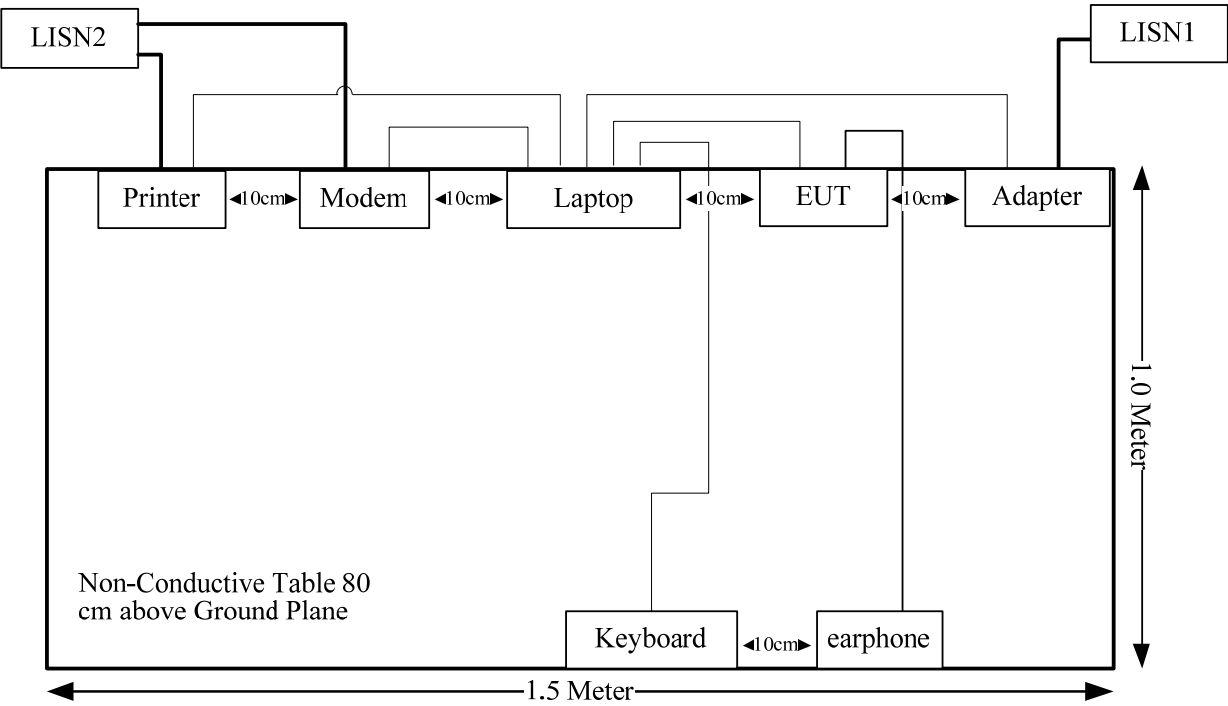 LISN2
LISN1
Printer
10cm
Modem
10cm
Laptop
10cm
EUT
10cm
Adapter
1.0 Meter
Non-Conductive Table 80
cm above Ground Plane
Keyboard
10cm
earphone
1.5 Meter